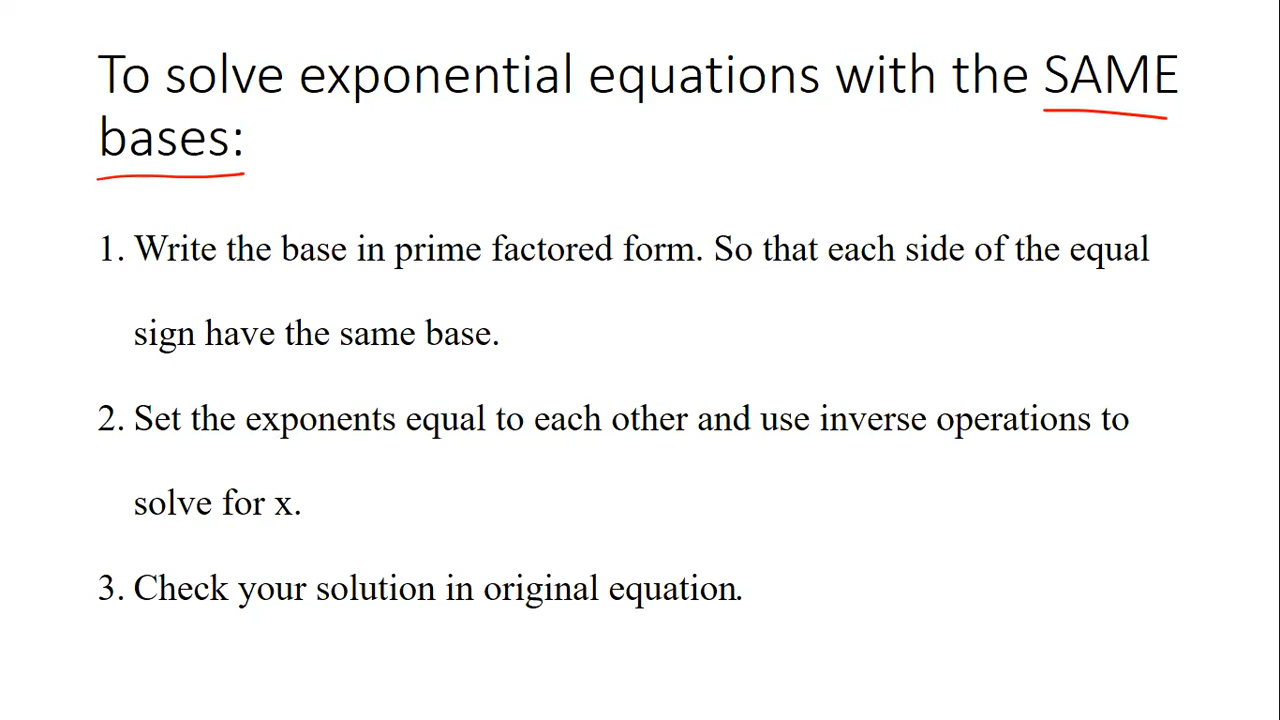 To solve exponential equations with the SAME
bases:
1. Write the base in prime factored form. So that each side of the equal
sign have the same base.
2. Set the exponents equal to each other and use inverse operations to
solve for x.
3. Check your solution in original equation.